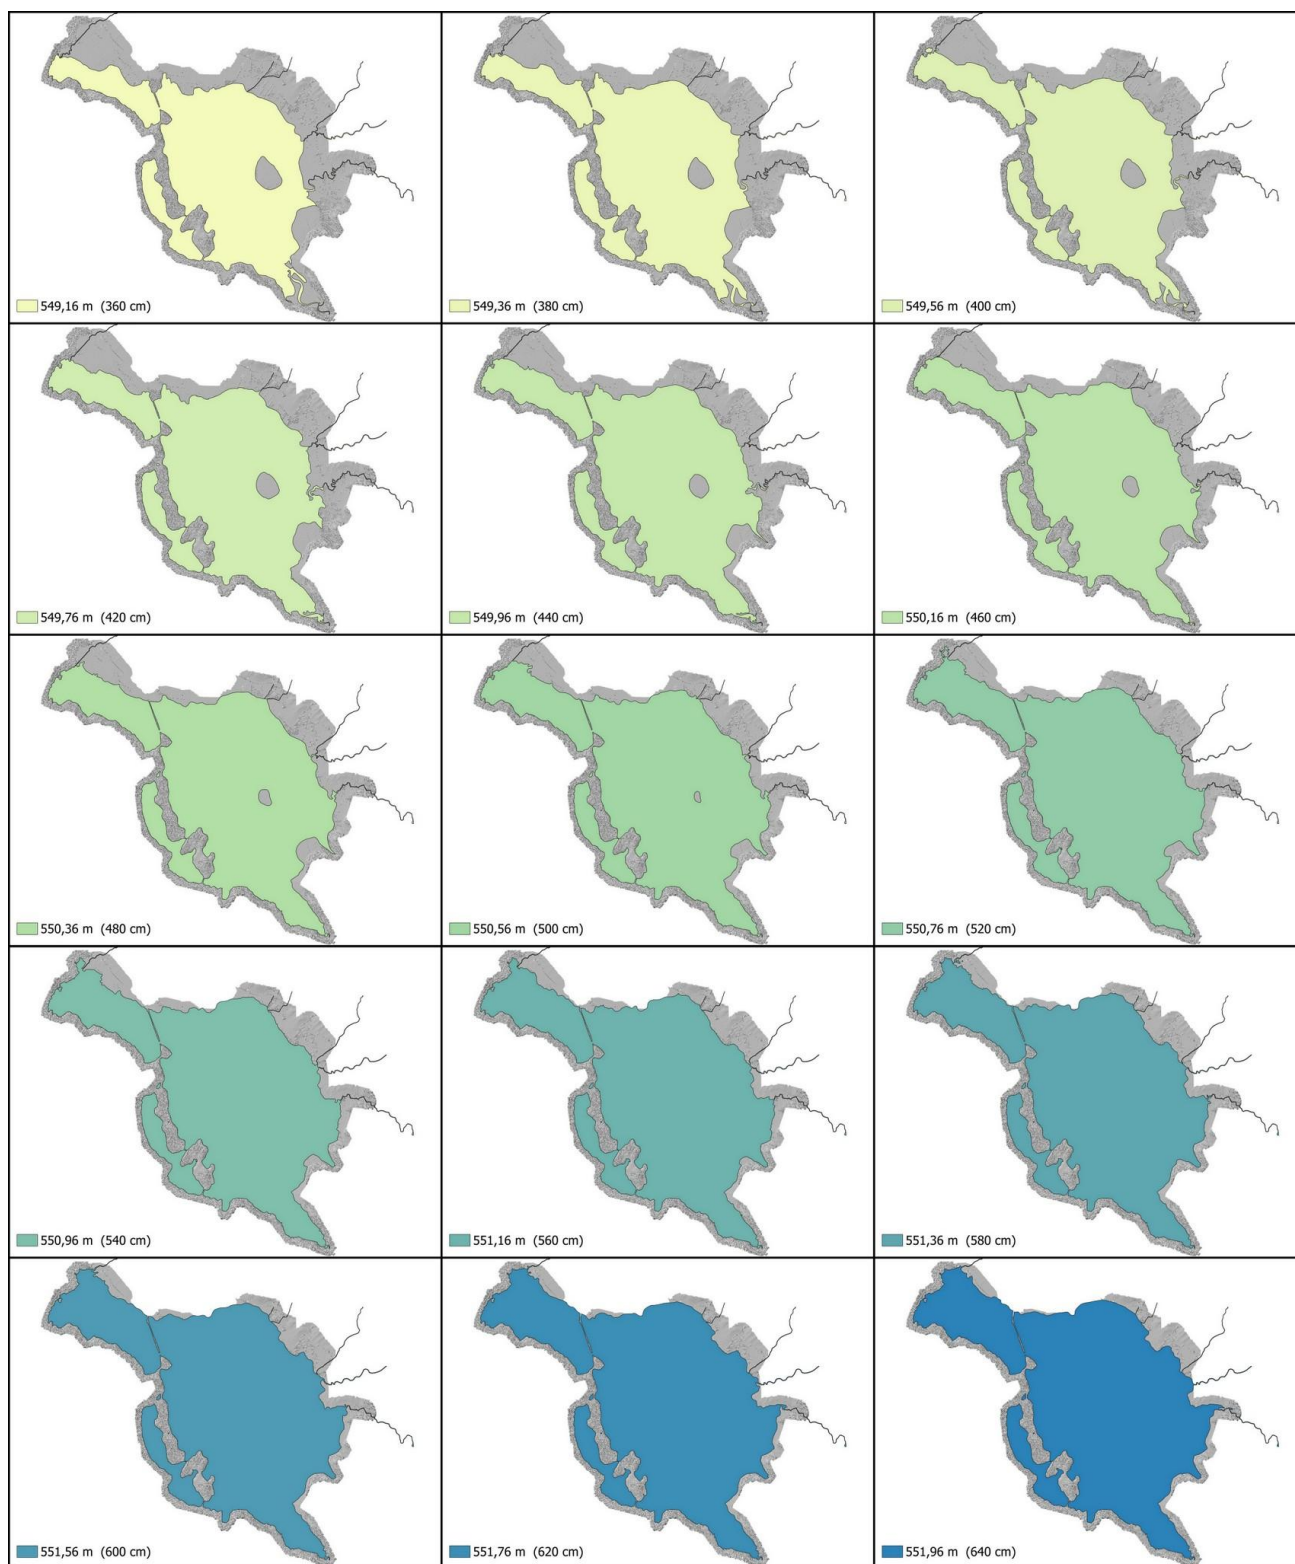 549,16 m (360 cm)
549,36 m (380 cm)
549,56 m (400 cm)
549,76 m (420 cm)
549,96 m (440 cm)
550,16 m (460 cm)
550,36 m (480 cm)
550,56 m (500 cm)
550,76 m (520 cm)
550,96 m (540 cm)
551,16 m (560 cm)
551,36 m (580 cm)
551,56 m (600 cm)
551,76 m (620 cm)
551,96 m (640 cm)